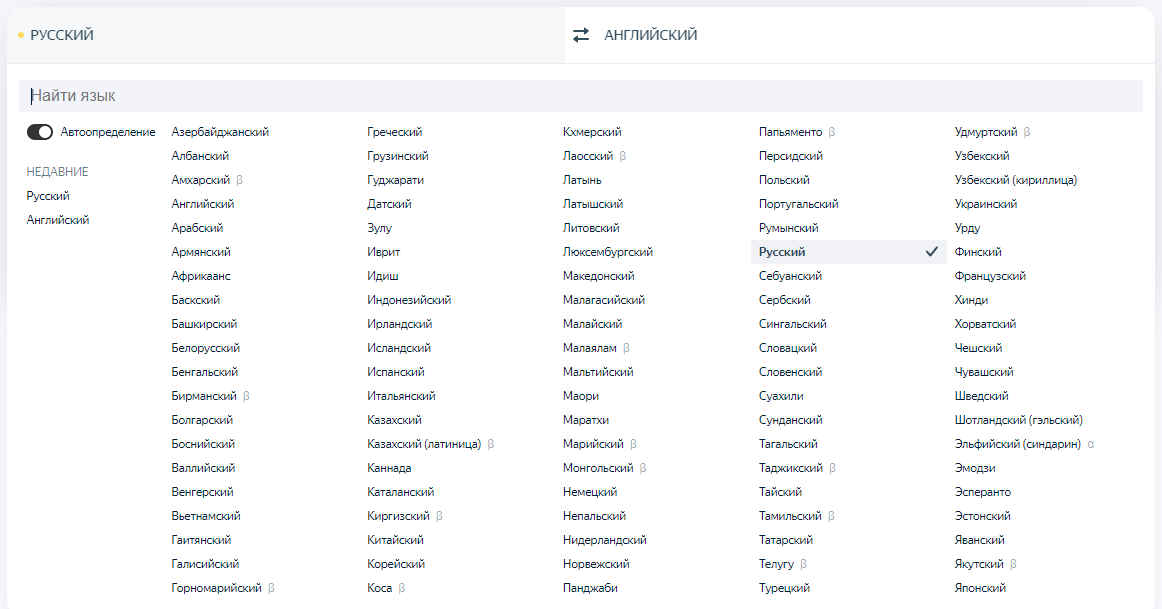 РУССКИЙ
АНГЛИЙСКИЙ
Найти язык
Автоопределение
НЕДАВНИЕ
Русский
Английский
Азербайджанский
Албанский
Амхарский β
Английский
Арабский
Армянский
Африкаанс
Баскский
Башкирский
Белорусский
Бенгальский
Бирманский β
Болгарский
Боснийский
Валлийский
Венгерский
Вьетнамский
Гаитянский
Галисийский
Горномарийский β
Греческий
Грузинский
Гуджарати
Датский
Зулу
Иврит
Идиш
Индонезийский
Ирландский
Исландский
Испанский
Итальянский
Казахский
Казахский (латиница) β
Каннада
Каталанский
Киргизский β
Китайский
Корейский
Коса β
Кхмерский
Лаосский β
Латынь
Латышский
Литовский
Люксембургский
Македонский
Малагасийский
Малайский
Малаялам β
Мальтийский
Маори
Маратхи
Марийский β
Монгольский β
Немецкий
Непальский
Нидерландский
Норвежский
Панджаби
Папьяменто β
Персидский
Польский
Португальский
Румынский
Русский
Себуанский
Сербский
Сингальский
Словацкий
Словенский
Суахили
Сунданский
Тагальский
Таджикский β
Тайский
Тамильский β
Татарский
Телугу β
Турецкий
Удмуртский β
Узбекский
Узбекский (кириллица)
Украинский
Урду
Финский
Французский
Хинди
Хорватский
Чешский
Чувашский
Шведский
Шотландский (гэльский)
Эльфийский (синдарин) α
Эмодзи
Эсперанто
Эстонский
Яванский
Якутский β
Японский